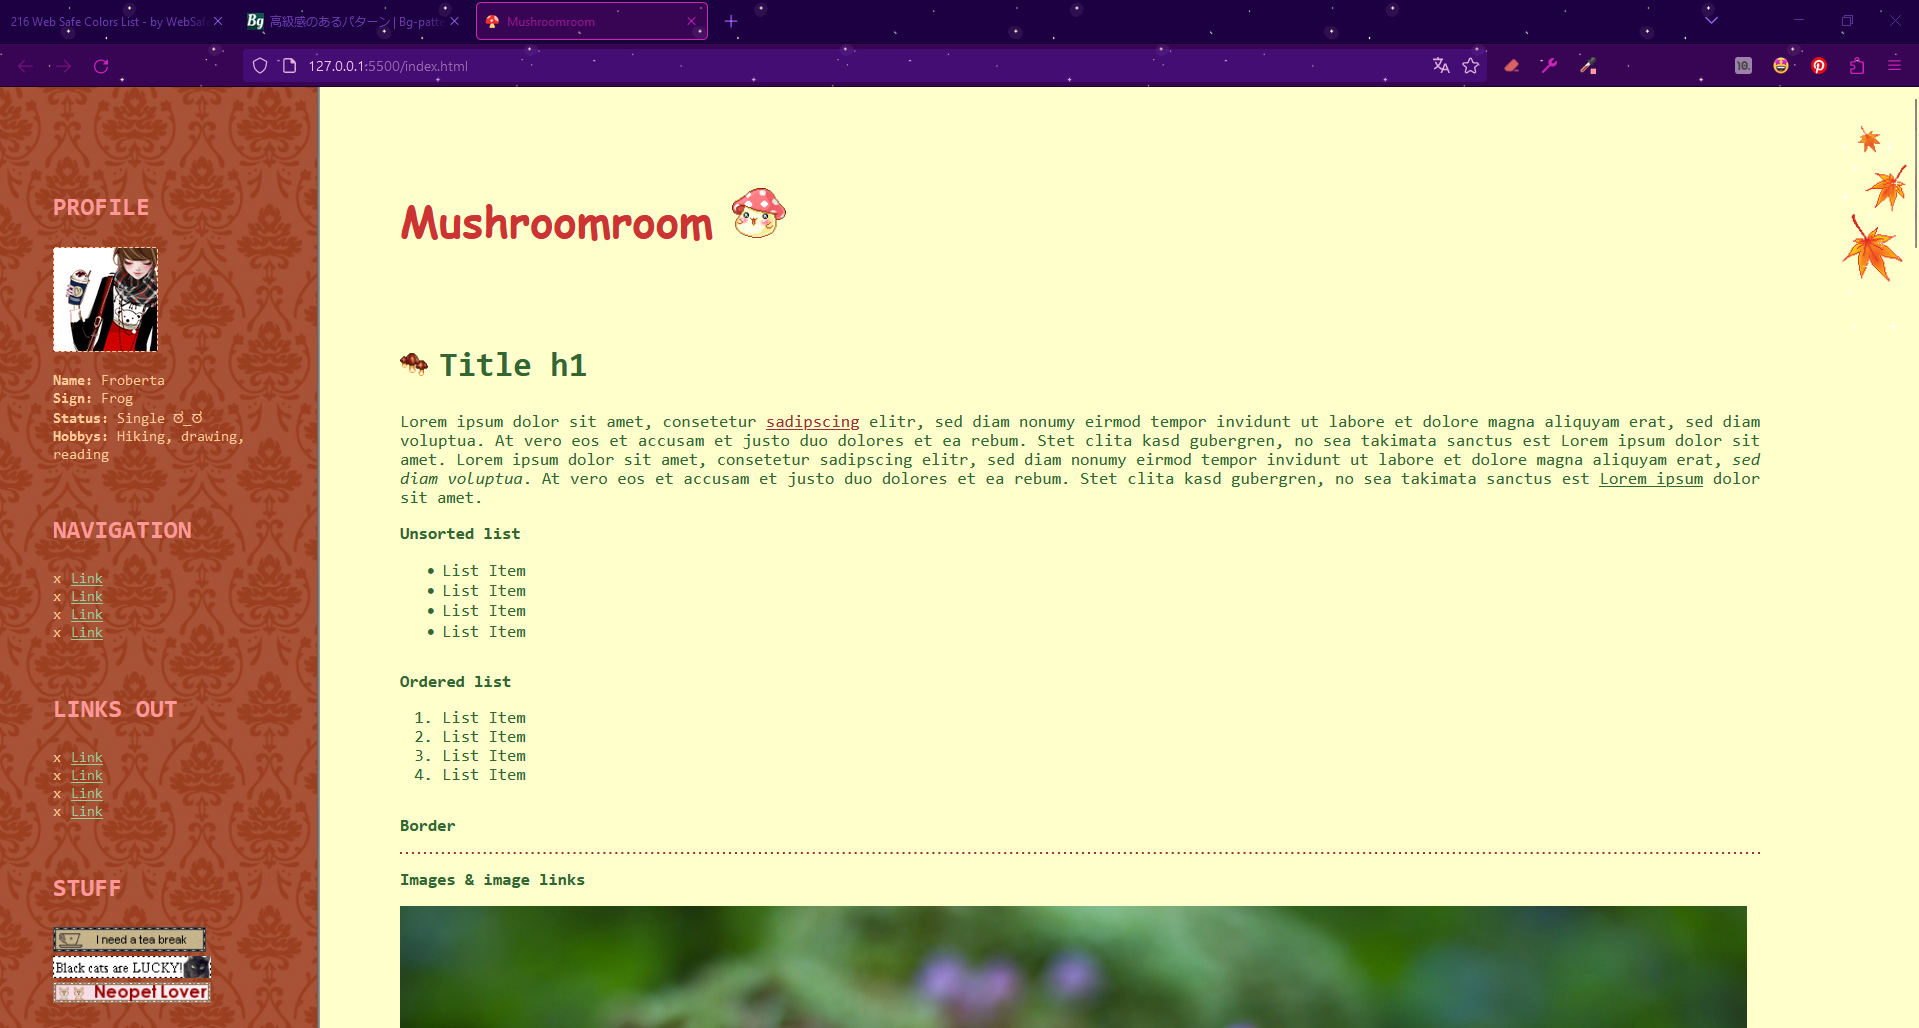 216 Web Safe Colors List - by WebSafe
Bg 高級感のあるパターン | Bg-patte
Mushroomroom
127.0.0.1:5500/index.html
10.
PROFILE
Name: Froberta
Sign: Frog
Status: Single ಠ_ಠ
Hobbys: Hiking, drawing,
reading
NAVIGATION
x Link
x Link
x Link
x Link
LINKS OUT
x Link
x Link
x Link
x Link
STUFF
I need a tea break
Black cats are LUCKY!
Neopet Lover
Mushroomroom
Title h1
Lorem ipsum dolor sit amet, consetetur sadipscing elitr, sed diam nonumy eirmod tempor invidunt ut labore et dolore magna aliquyam erat, sed diam
voluptua. At vero eos et accusam et justo duo dolores et ea rebum. Stet clita kasd gubergren, no sea takimata sanctus est Lorem ipsum dolor sit
amet. Lorem ipsum dolor sit amet, consetetur sadipscing elitr, sed diam nonumy eirmod tempor invidunt ut labore et dolore magna aliquyam erat, sed
diam voluptua. At vero eos et accusam et justo duo dolores et ea rebum. Stet clita kasd gubergren, no sea takimata sanctus est Lorem ipsum dolor
sit amet.
Unsorted list
• List Item
• List Item
• List Item
• List Item
Ordered list
1. List Item
2. List Item
3. List Item
4. List Item
Border
Images & image links